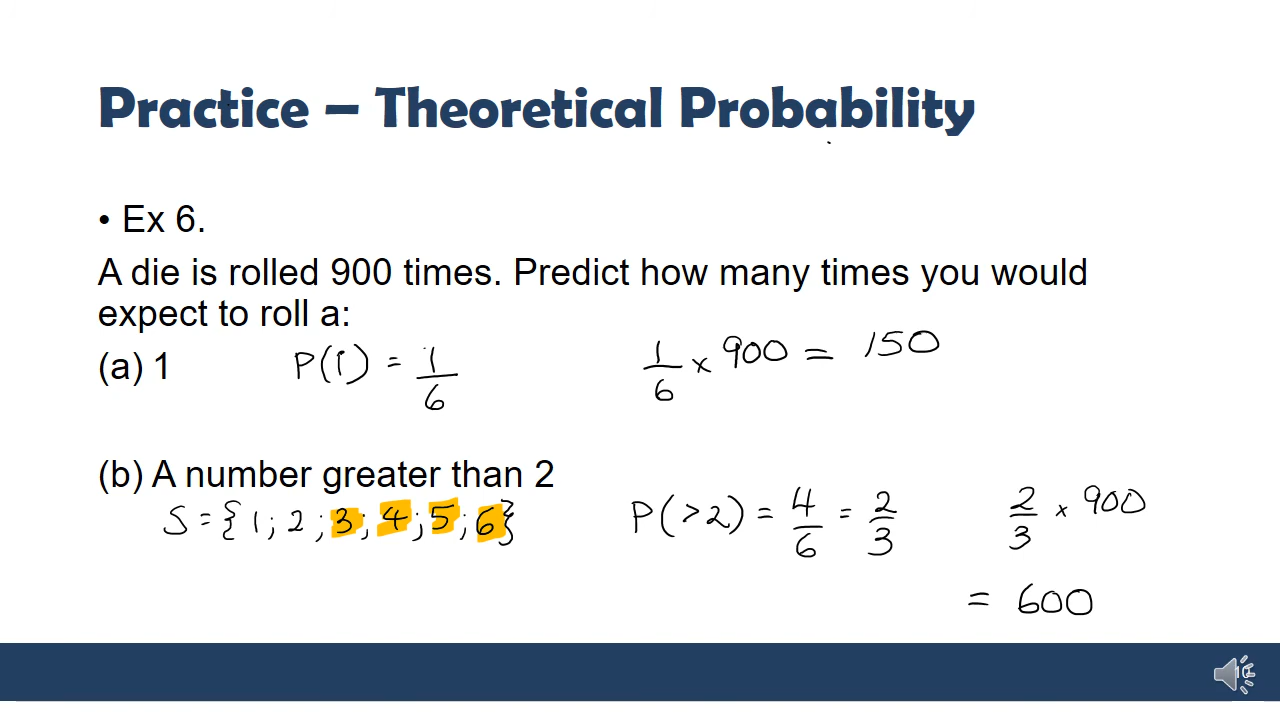 Practice – Theoretical Probability
• Ex 6.
A die is rolled 900 times. Predict how many times you would
expect to roll a:
(a) 1 P(1) = 1/6 1/6 × 900 = 150
(b) A number greater than 2
S = {1; 2; 3; 4; 5; 6} P(>2) = 4/6 = 2/3 2/3 × 900
= 600